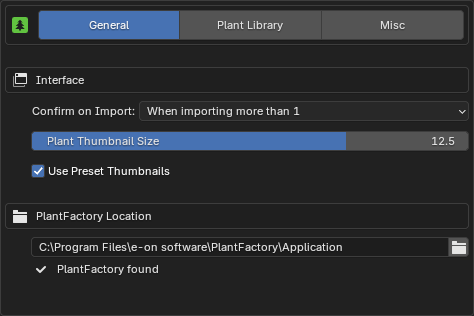 General Plant Library Misc
Interface
Confirm on Import: When importing more than 1
Plant Thumbnail Size 12.5
Use Preset Thumbnails
PlantFactory Location
C:\Program Files\e-on software\PlantFactory\Application
PlantFactory found